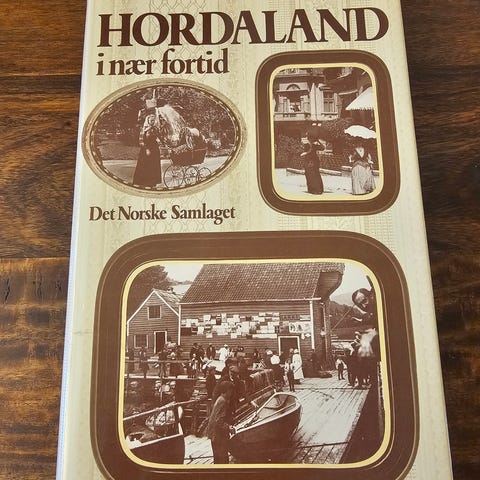 HORDALAND
i nær fortid
Det Norske Samlaget